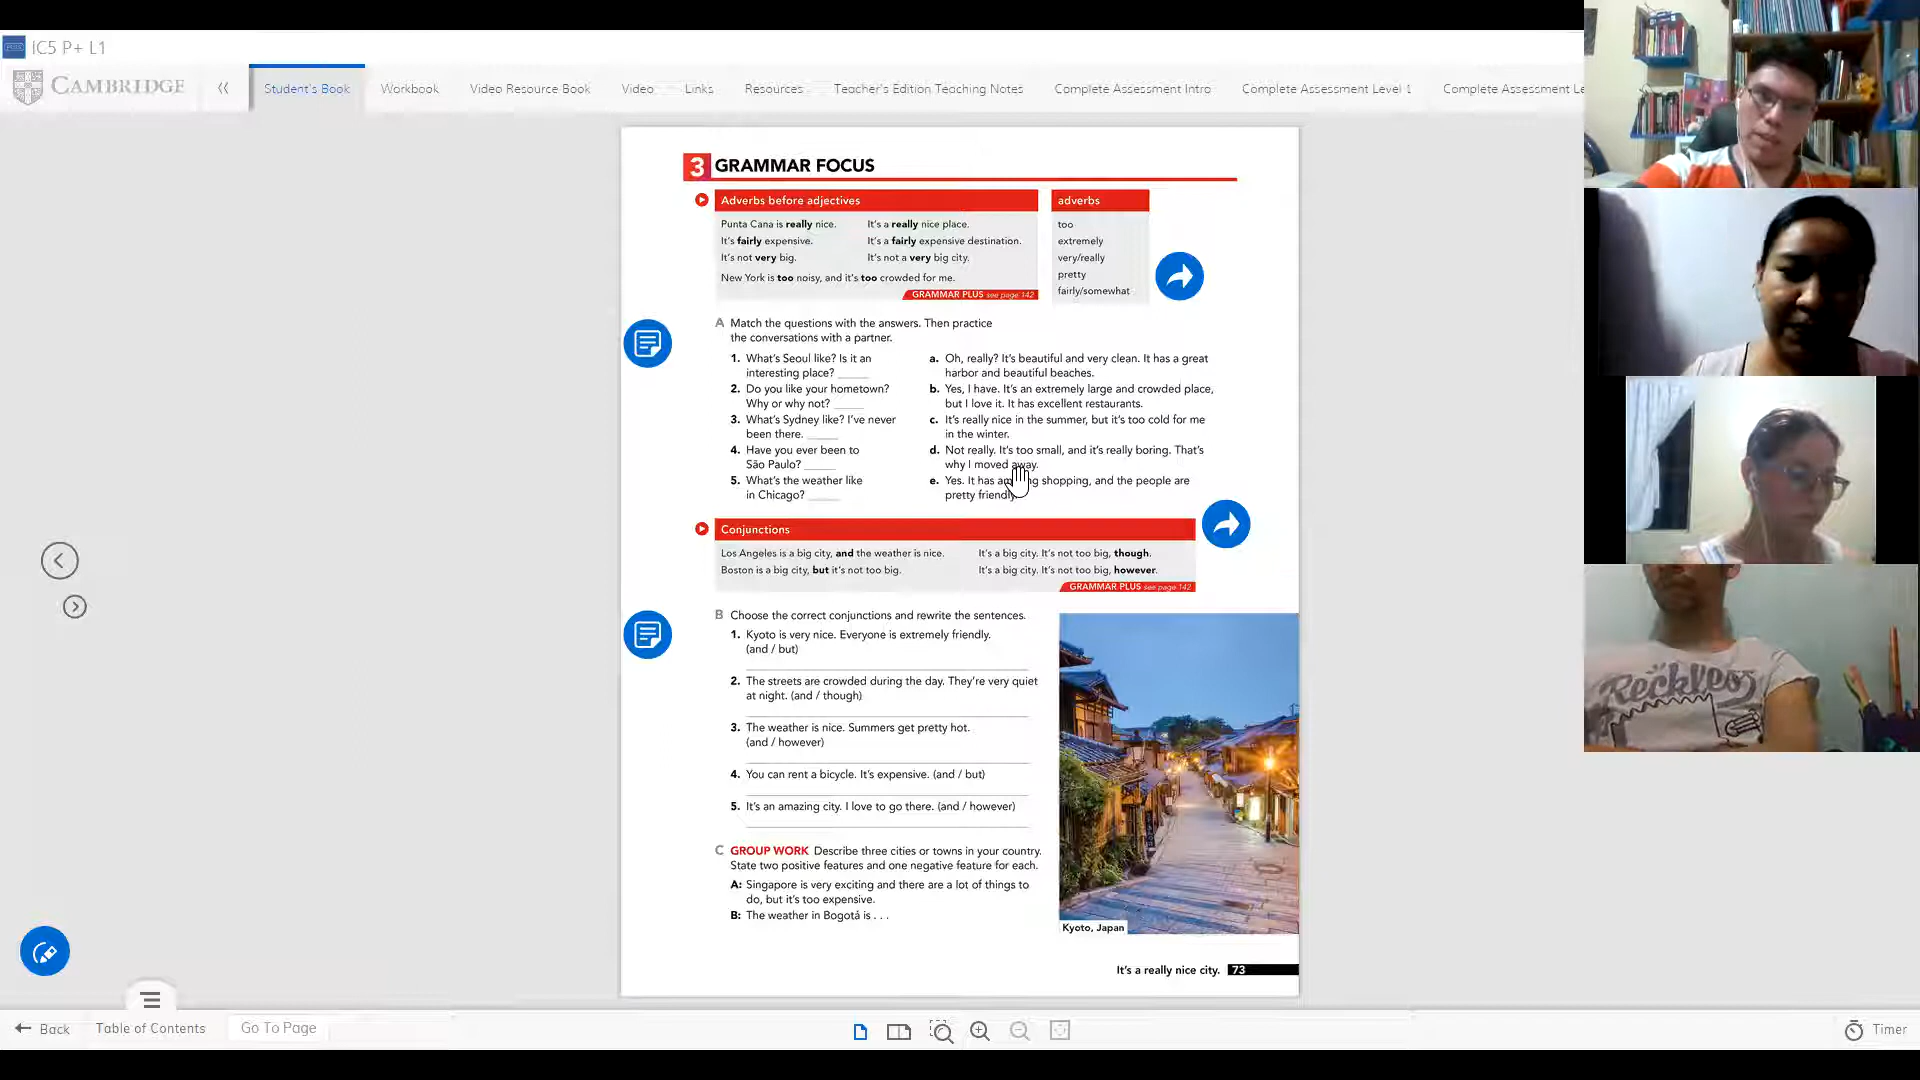 IC5 P+ L1
CAMBRIDGE
Student's Book
Workbook
Video Resource Book
Video
Links
Resources
Teacher's Edition Teaching Notes
Complete Assessment Intro
Complete Assessment Level 1
Complete Assessment Le
3 GRAMMAR FOCUS
Adverbs before adjectives
Punta Cana is really nice. It's a really nice place.
It's fairly expensive. It's a fairly expensive destination.
It's not very big. It's not a very big city.
New York is too noisy, and it's too crowded for me.
GRAMMAR PLUS see page 142
adverbs
too
extremely
very/really
pretty
fairly/somewhat
A Match the questions with the answers. Then practice
the conversations with a partner.
1. What's Seoul like? Is it an
interesting place? _____
2. Do you like your hometown?
Why or why not? _____
3. What's Sydney like? I've never
been there. _____
4. Have you ever been to
São Paulo? _____
5. What's the weather like
in Chicago? _____
a. Oh, really? It's beautiful and very clean. It has a great
harbor and beautiful beaches.
b. Yes, I have. It's an extremely large and crowded place,
but I love it. It has excellent restaurants.
c. It's really nice in the summer, but it's too cold for me
in the winter.
d. Not really. It's too small, and it's really boring. That's
why I moved away.
e. Yes. It has amazing shopping, and the people are
pretty friendly.
Conjunctions
Los Angeles is a big city, and the weather is nice. It's a big city. It's not too big, though.
Boston is a big city, but it's not too big. It's a big city. It's not too big, however.
GRAMMAR PLUS see page 142
B Choose the correct conjunctions and rewrite the sentences.
1. Kyoto is very nice. Everyone is extremely friendly.
(and / but)
2. The streets are crowded during the day. They're very quiet
at night. (and / though)
3. The weather is nice. Summers get pretty hot.
(and / however)
4. You can rent a bicycle. It's expensive. (and / but)
5. It's an amazing city. I love to go there. (and / however)
C GROUP WORK Describe three cities or towns in your country.
State two positive features and one negative feature for each.
A: Singapore is very exciting and there are a lot of things to
do, but it's too expensive.
B: The weather in Bogotá is . . .
Kyoto, Japan
It's a really nice city. 73
Reckless
Back
Table of Contents
Go To Page
Timer